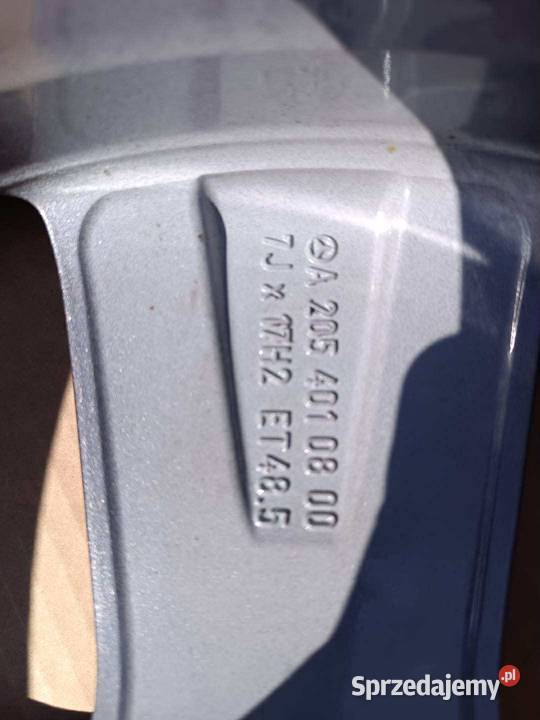 A 205 401 08 00
7J x 17H2 ET48.5
Sprzedajemy.pl